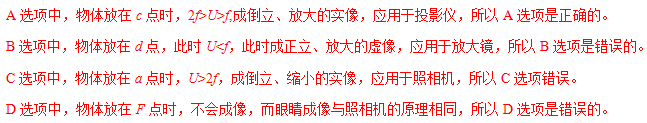 A 选项中，物体放在 c 点时，2f>U>f,成倒立、放大的实像，应用于投影仪，所以 A 选项是正确的。
B 选项中，物体放在 d 点，此时 U<f，此时成正立、放大的虚像，应用于放大镜，所以 B 选项是错误的。
C 选项中，物体放在 a 点时，U>2f，成倒立、缩小的实像，应用于照相机，所以 C 选项错误。
D 选项中，物体放在 F 点时，不会成像，而眼睛成像与照相机的原理相同，所以 D 选项是错误的。